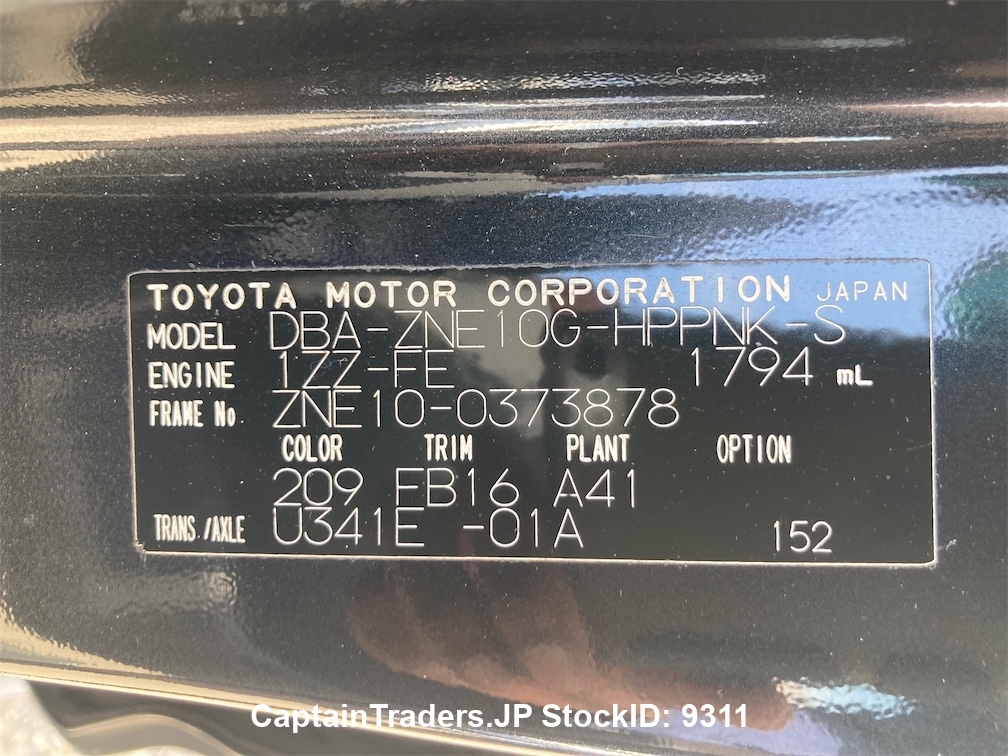 TOYOTA MOTOR CORPORATION JAPAN
MODEL DBA-ZNE10G-HPPNK-S
ENGINE 1ZZ-FE 1794 mL
FRAME No. ZNE10-0373878
COLOR TRIM PLANT OPTION
209 FB16 A41
TRANS./AXLE U341E -01A 152
CaptainTraders.JP StockID: 9311